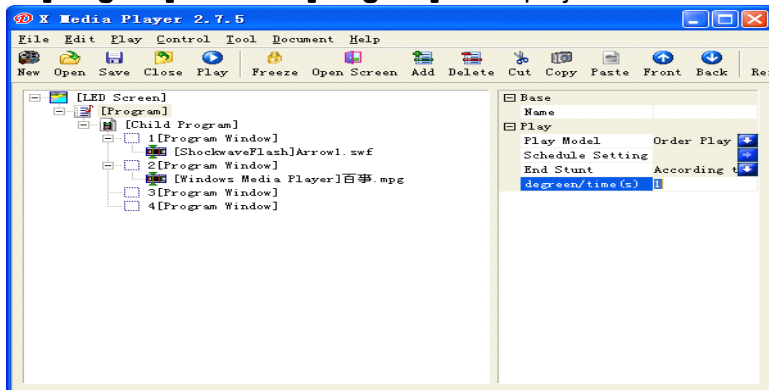 X Media Player 2.7.5
File Edit Play Control Tool Document Help
New Open Save Close Play Freeze Open Screen Add Delete Cut Copy Paste Front Back Re
[LED Screen]
[Program]
[Child Program]
1[Program Window]
[ShockwaveFlash]Arrow1.swf
2[Program Window]
[Windows Media Player]百事.mpg
3[Program Window]
4[Program Window]
Base
Name
Play
Play Model Order Play
Schedule Setting
End Stunt According t
degreen/time(s) 1